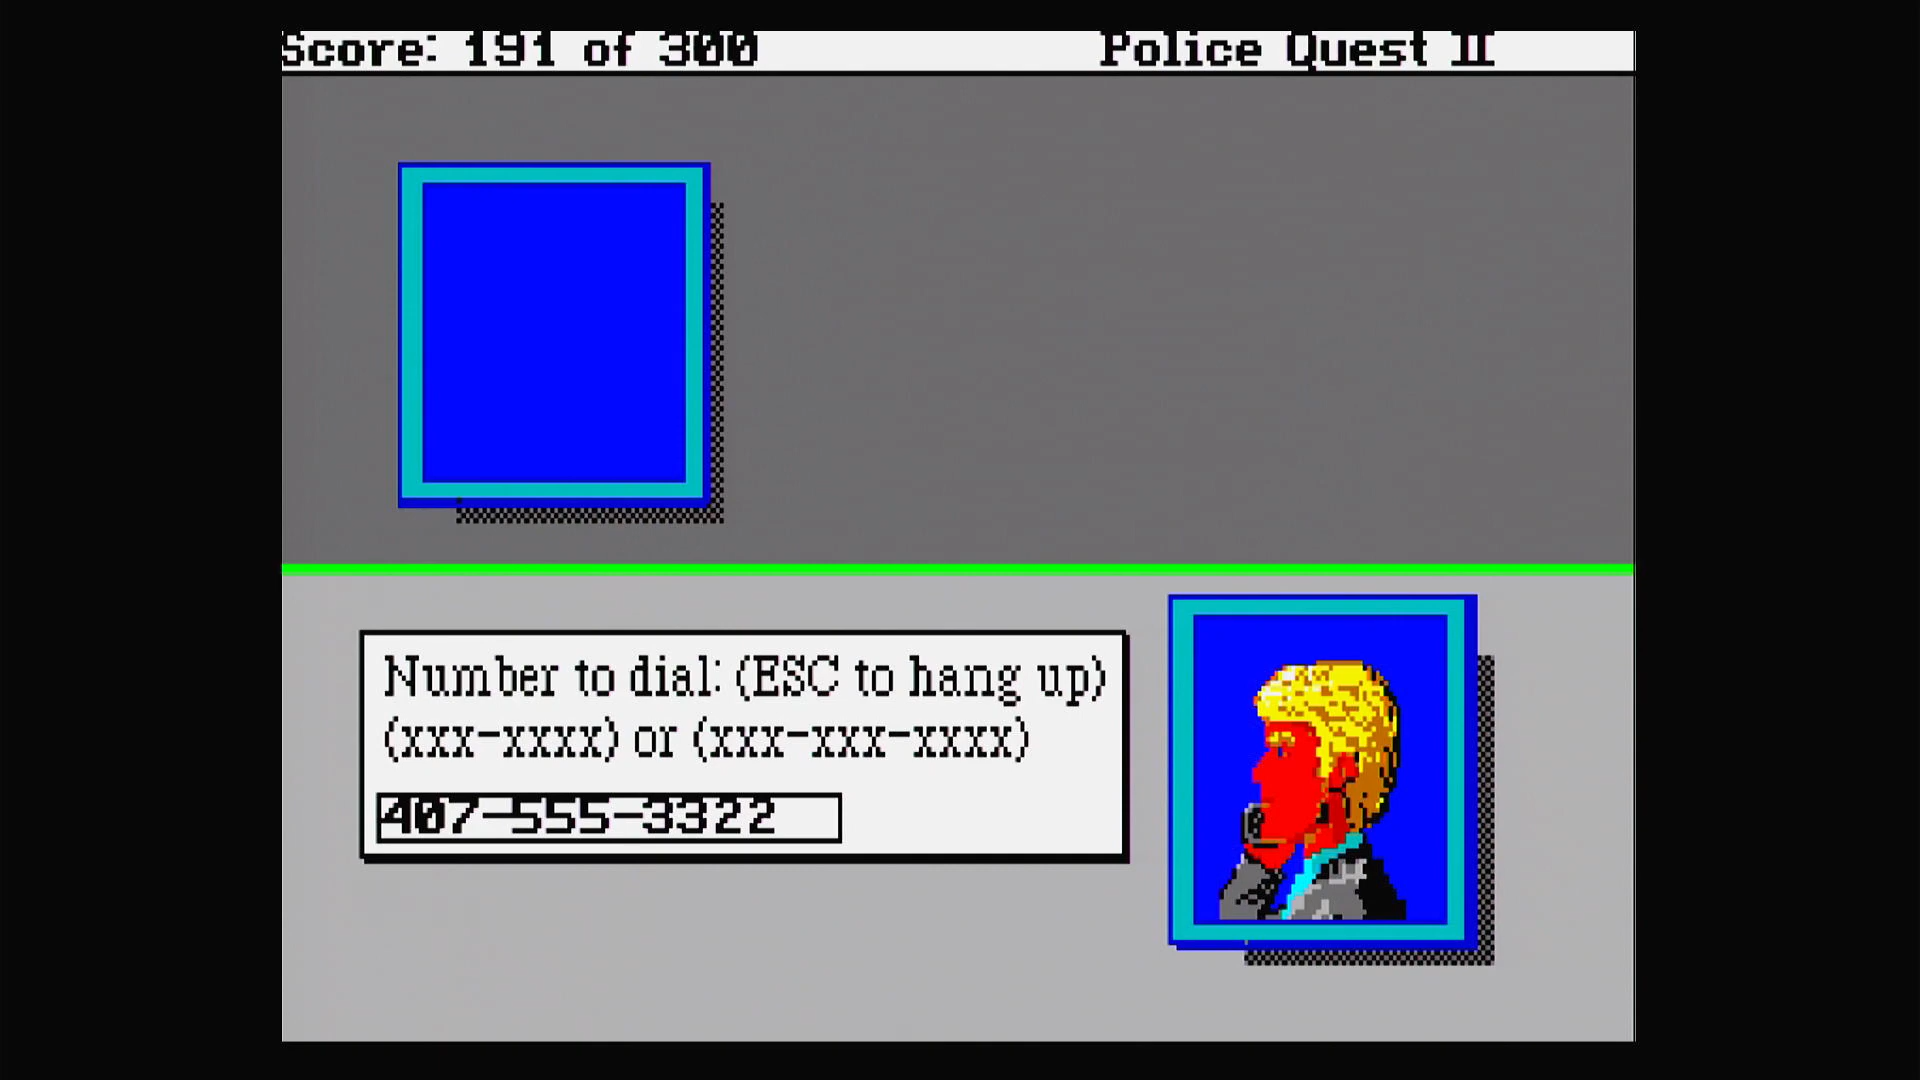 Score: 191 of 300 Police Quest II
Number to dial: (ESC to hang up)
(xxx-xxxx) or (xxx-xxx-xxxx)
407-555-3322